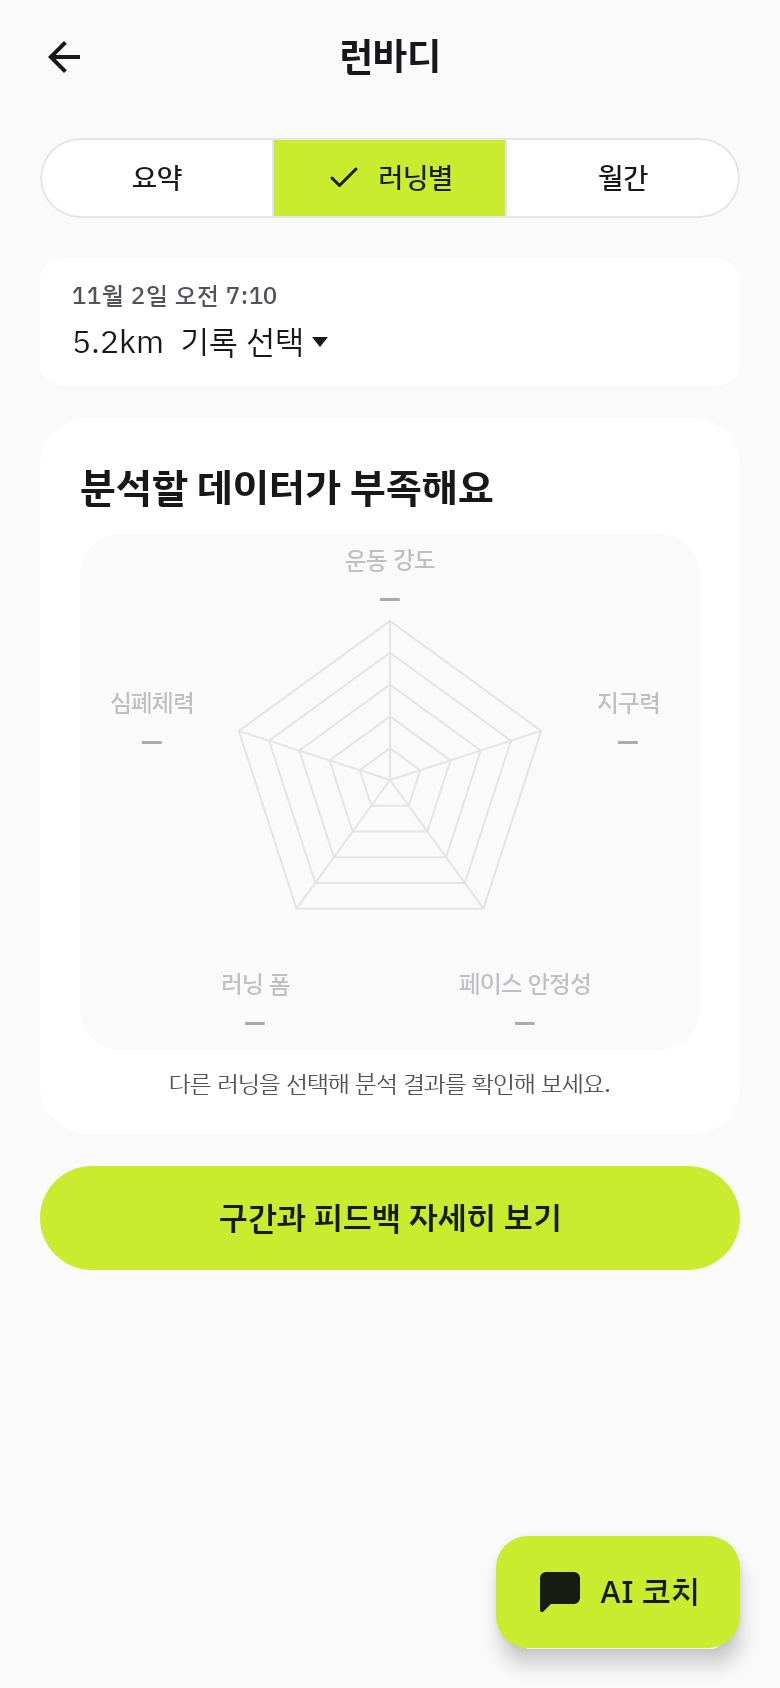 런바디
요약
러닝별
월간
11월 2일 오전 7:10
5.2km 기록 선택
분석할 데이터가 부족해요
운동 강도
—
심폐체력
—
지구력
—
러닝 폼
—
페이스 안정성
—
다른 러닝을 선택해 분석 결과를 확인해 보세요.
구간과 피드백 자세히 보기
AI 코치